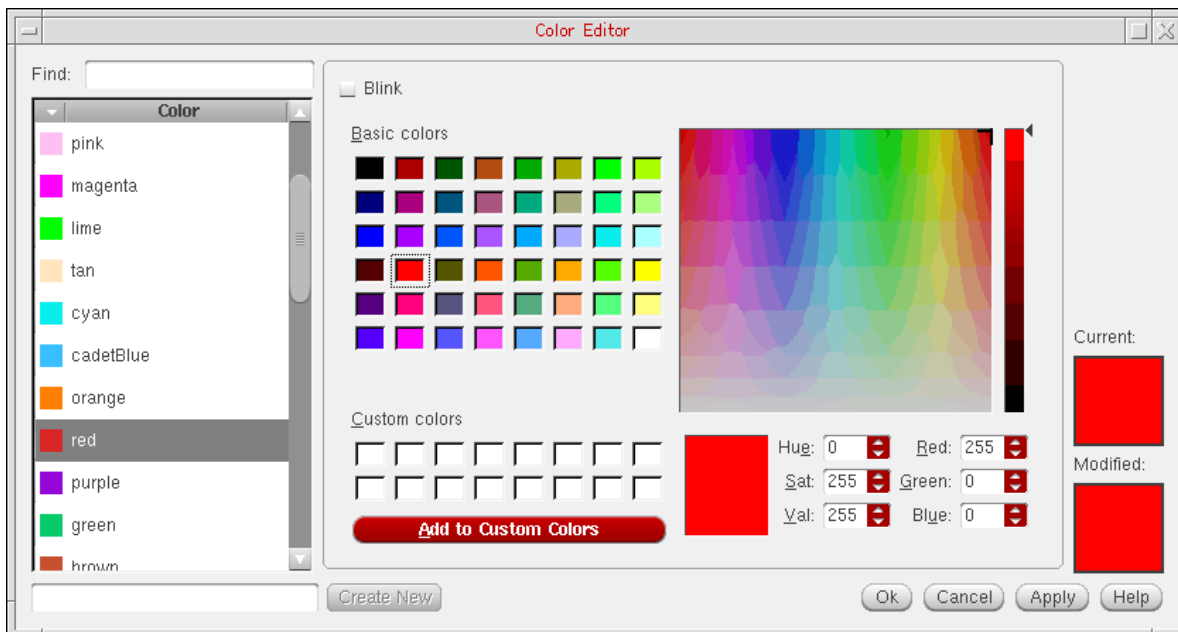 Color Editor
Find:
Color
pink
magenta
lime
tan
cyan
cadetBlue
orange
red
purple
green
brown
Blink
Basic colors
Custom colors
Add to Custom Colors
Hue: 0 Red: 255
Sat: 255 Green: 0
Val: 255 Blue: 0
Current:
Modified:
Create New
Ok Cancel Apply Help